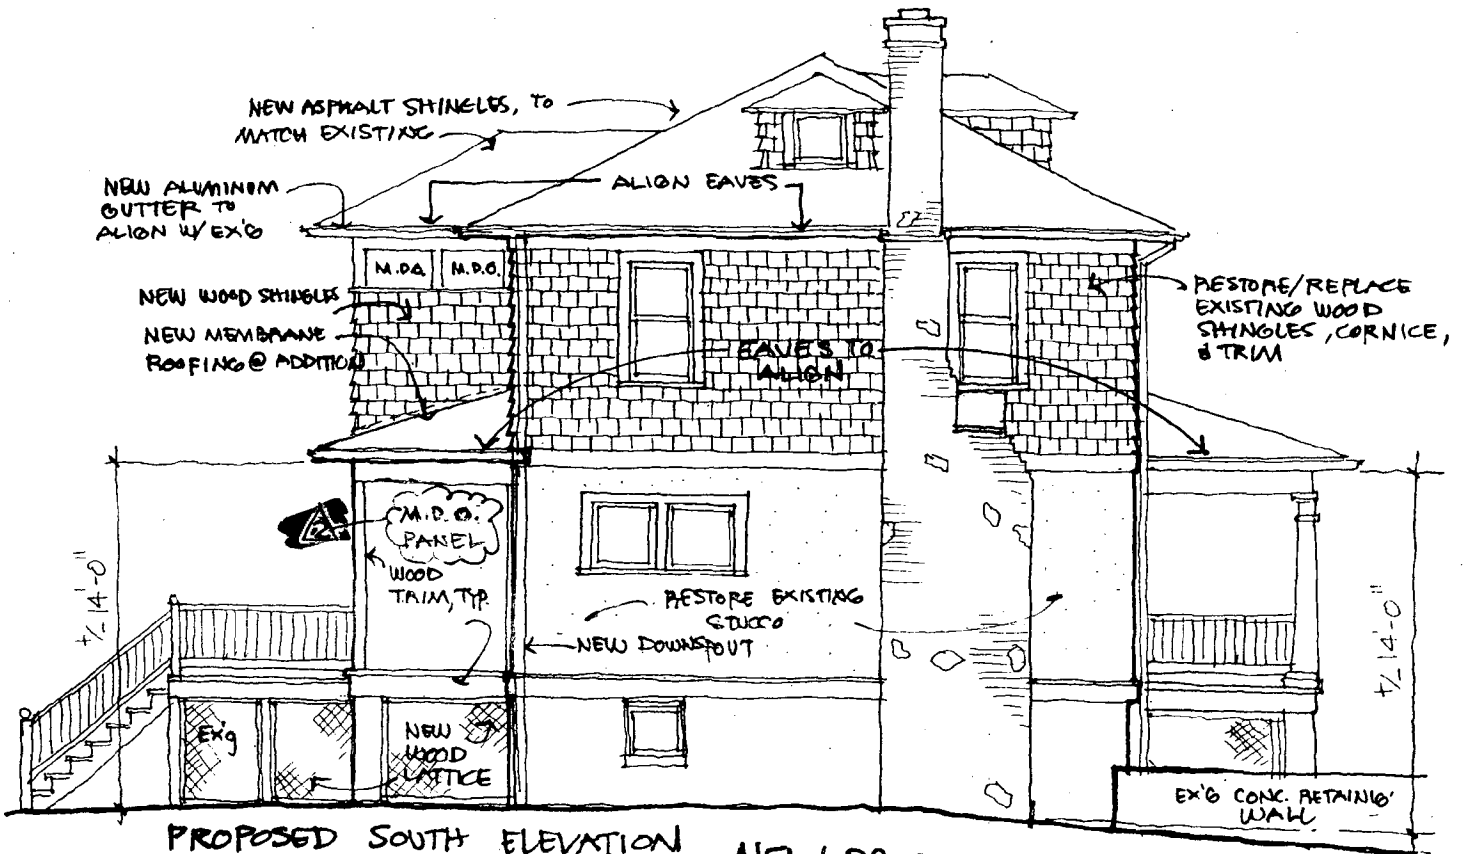 NEW ASPHALT SHINGLES, TO
MATCH EXISTING
NEW ALUMINUM
GUTTER TO
ALIGN W/ EX'G
ALIGN EAVES
M.D.O.
M.D.O.
NEW WOOD SHINGLES
NEW MEMBRANE
ROOFING @ ADDITION
RESTORE/REPLACE
EXISTING WOOD
SHINGLES, CORNICE,
& TRIM
EAVES TO
ALIGN
M.D.O.
PANEL
WOOD
TRIM, TYP.
RESTORE EXISTING
STUCCO
NEW DOWNSPOUT
+/_ 14'-0"
+/_ 14'-0"
Ex'g
NEW
WOOD
LATTICE
EX'G CONC. RETAIN'G
WALL
PROPOSED SOUTH ELEVATION